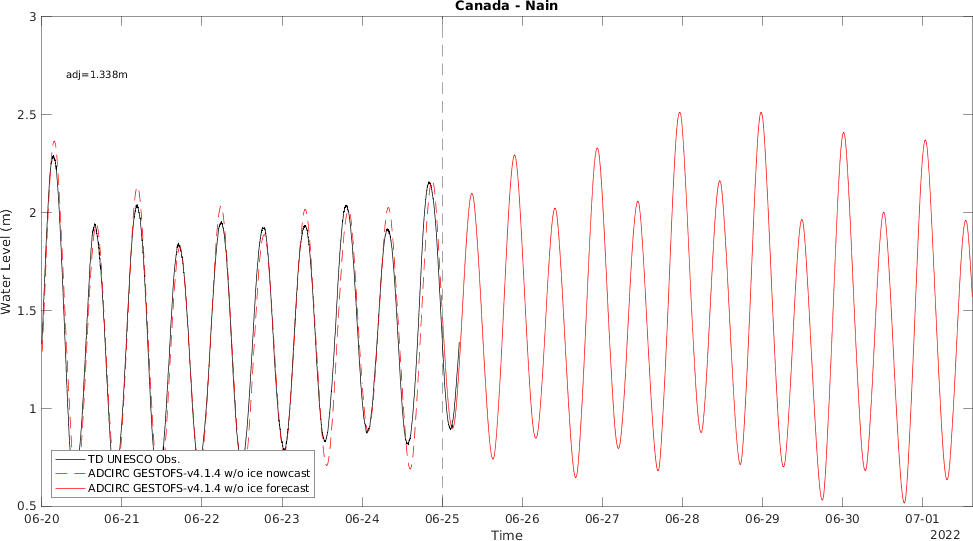 Canada - Nain
adj=1.338m
Water Level (m)
3
2.5
2
1.5
1
0.5
TD UNESCO Obs.
ADCIRC GESTOFS-v4.1.4 w/o ice nowcast
ADCIRC GESTOFS-v4.1.4 w/o ice forecast
06-20 06-21 06-22 06-23 06-24 06-25 06-26 06-27 06-28 06-29 06-30 07-01
Time
2022